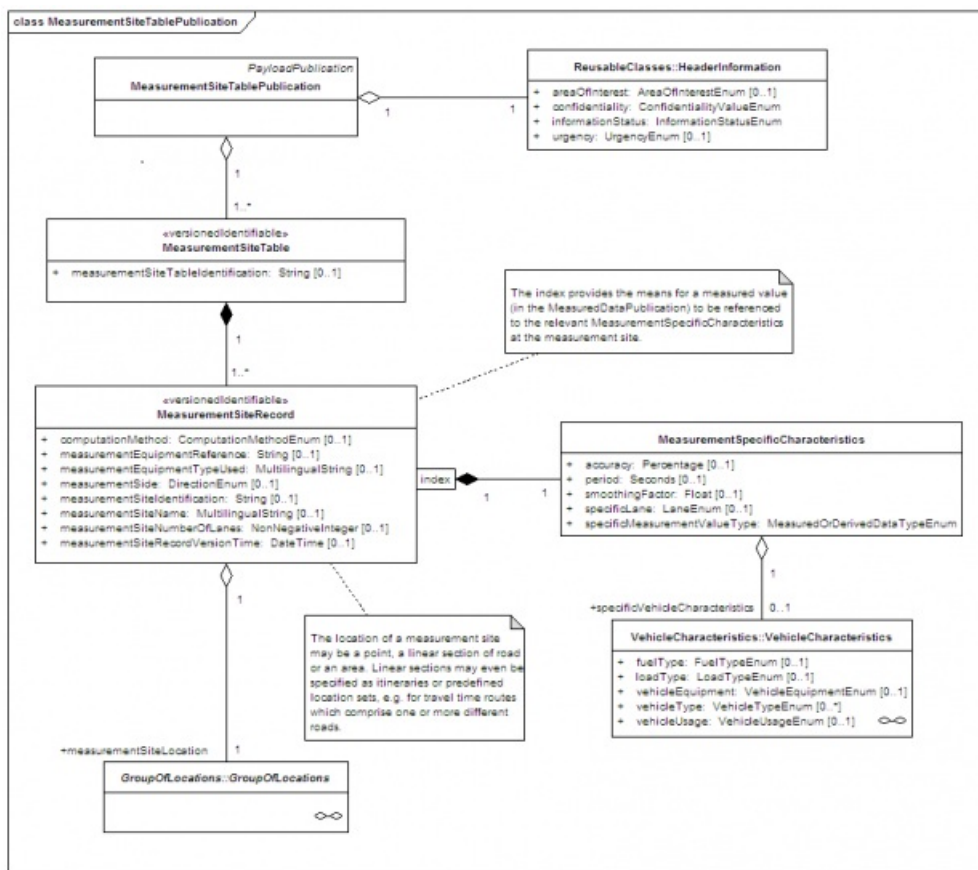 class MeasurementSiteTablePublication
PayloadPublication
MeasurementSiteTablePublication
1
1
ReusableClasses::HeaderInformation
+ areaOfInterest: AreaOfInterestEnum [0..1]
+ confidentiality: ConfidentialityValueEnum
+ informationStatus: InformationStatusEnum
+ urgency: UrgencyEnum [0..1]
1
1..*
«versionedIdentifiable»
MeasurementSiteTable
+ measurementSiteTableIdentification: String [0..1]
The index provides the means for a measured value
(in the MeasuredDataPublication) to be referenced
to the relevant MeasurementSpecificCharacteristics
at the measurement site.
1
1..*
«versionedIdentifiable»
MeasurementSiteRecord
+ computationMethod: ComputationMethodEnum [0..1]
+ measurementEquipmentReference: String [0..1]
+ measurementEquipmentTypeUsed: MultilingualString [0..1]
+ measurementSide: DirectionEnum [0..1]
+ measurementSiteIdentification: String [0..1]
+ measurementSiteName: MultilingualString [0..1]
+ measurementSiteNumberOfLanes: NonNegativeInteger [0..1]
+ measurementSiteRecordVersionTime: DateTime [0..1]
index
1
1
MeasurementSpecificCharacteristics
+ accuracy: Percentage [0..1]
+ period: Seconds [0..1]
+ smoothingFactor: Float [0..1]
+ specificLane: LaneEnum [0..1]
+ specificMeasurementValueType: MeasuredOrDerivedDataTypeEnum
1
+specificVehicleCharacteristics
0..1
VehicleCharacteristics::VehicleCharacteristics
+ fuelType: FuelTypeEnum [0..1]
+ loadType: LoadTypeEnum [0..1]
+ vehicleEquipment: VehicleEquipmentEnum [0..1]
+ vehicleType: VehicleTypeEnum [0..*]
+ vehicleUsage: VehicleUsageEnum [0..1]
1
The location of a measurement site
may be a point, a linear section of road
or an area. Linear sections may even be
specified as itineraries or predefined
location sets, e.g. for travel time routes
which comprise one or more different
roads.
+measurementSiteLocation
1
GroupOfLocations::GroupOfLocations